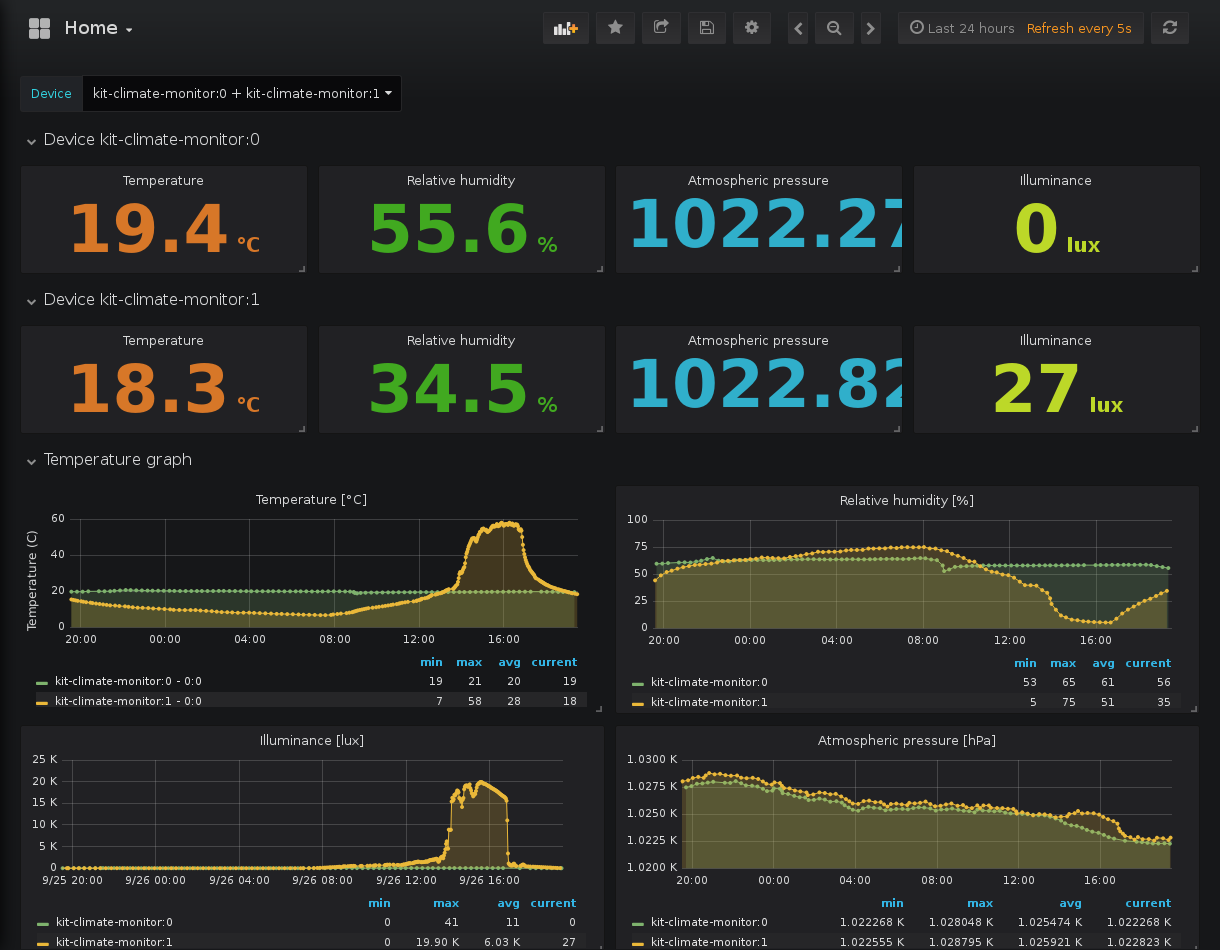 Home
Last 24 hours Refresh every 5s
Device kit-climate-monitor:0 + kit-climate-monitor:1
Device kit-climate-monitor:0
Temperature Relative humidity Atmospheric pressure Illuminance
19.4 °C 55.6 % 1022.27 0 lux
Device kit-climate-monitor:1
Temperature Relative humidity Atmospheric pressure Illuminance
18.3 °C 34.5 % 1022.82 27 lux
Temperature graph
Temperature [°C]
Temperature (C)
60
40
20
0
20:00 00:00 04:00 08:00 12:00 16:00
min max avg current
kit-climate-monitor:0 - 0:0 19 21 20 19
kit-climate-monitor:1 - 0:0 7 58 28 18
Relative humidity [%]
100
75
50
25
0
20:00 00:00 04:00 08:00 12:00 16:00
min max avg current
kit-climate-monitor:0 53 65 61 56
kit-climate-monitor:1 5 75 51 35
Illuminance [lux]
25 K
20 K
15 K
10 K
5 K
0
9/25 20:00 9/26 00:00 9/26 04:00 9/26 08:00 9/26 12:00 9/26 16:00
min max avg current
kit-climate-monitor:0 0 41 11 0
kit-climate-monitor:1 0 19.90 K 6.03 K 27
Atmospheric pressure [hPa]
1.0300 K
1.0275 K
1.0250 K
1.0225 K
1.0200 K
20:00 00:00 04:00 08:00 12:00 16:00
min max avg current
kit-climate-monitor:0 1.022268 K 1.028048 K 1.025474 K 1.022268 K
kit-climate-monitor:1 1.022555 K 1.028795 K 1.025921 K 1.022823 K